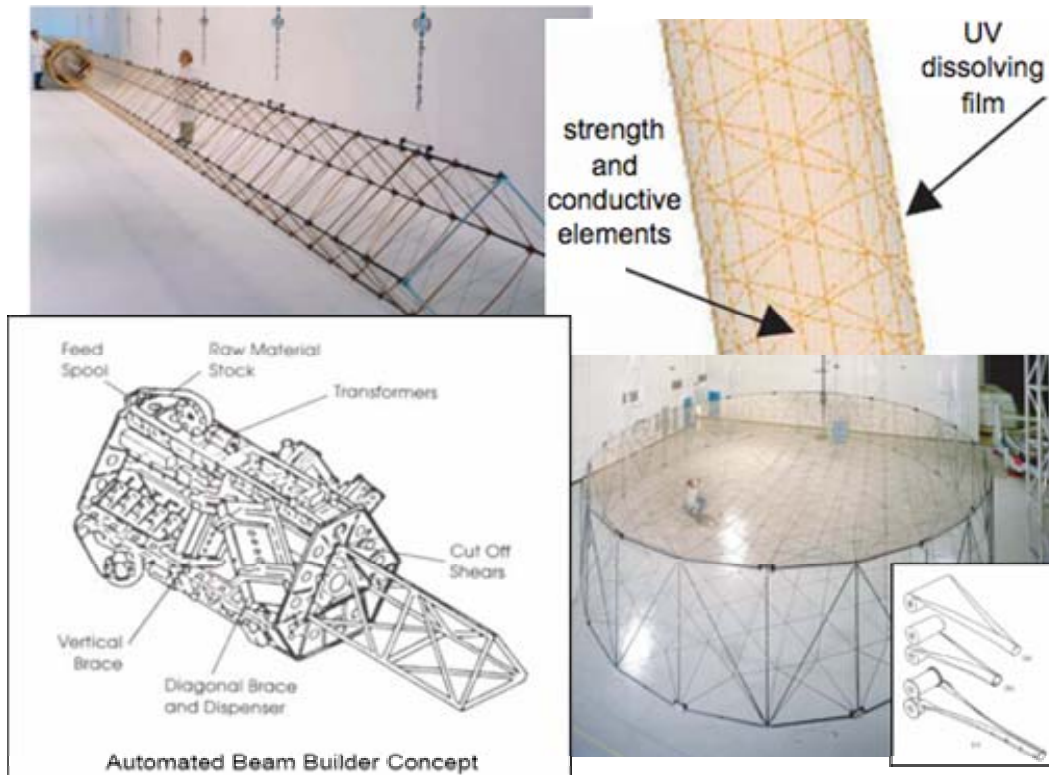 UV
dissolving
film
strength
and
conductive
elements
Feed
Spool
Raw Material
Stock
Transformers
Cut Off
Shears
Vertical
Brace
Diagonal Brace
and Dispenser
Automated Beam Builder Concept